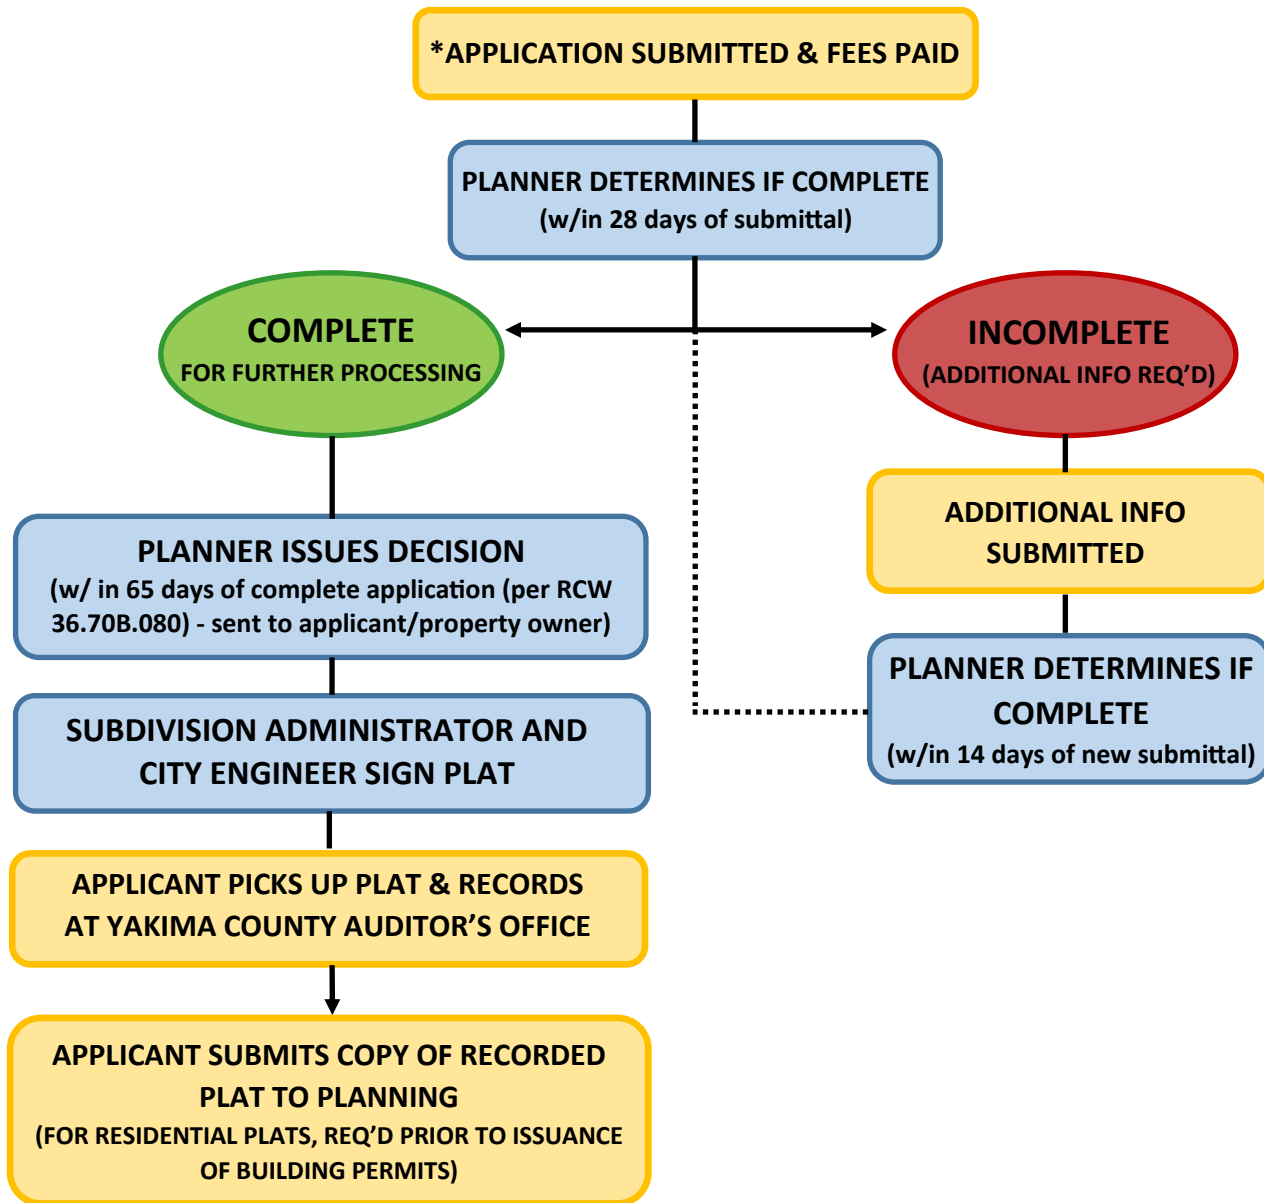 *APPLICATION SUBMITTED & FEES PAID
PLANNER DETERMINES IF COMPLETE
(w/in 28 days of submittal)
COMPLETE
FOR FURTHER PROCESSING
INCOMPLETE
(ADDITIONAL INFO REQ’D)
PLANNER ISSUES DECISION
(w/ in 65 days of complete application (per RCW
36.70B.080) - sent to applicant/property owner)
SUBDIVISION ADMINISTRATOR AND
CITY ENGINEER SIGN PLAT
APPLICANT PICKS UP PLAT & RECORDS
AT YAKIMA COUNTY AUDITOR’S OFFICE
APPLICANT SUBMITS COPY OF RECORDED
PLAT TO PLANNING
(FOR RESIDENTIAL PLATS, REQ’D PRIOR TO ISSUANCE
OF BUILDING PERMITS)
ADDITIONAL INFO
SUBMITTED
PLANNER DETERMINES IF
COMPLETE
(w/in 14 days of new submittal)